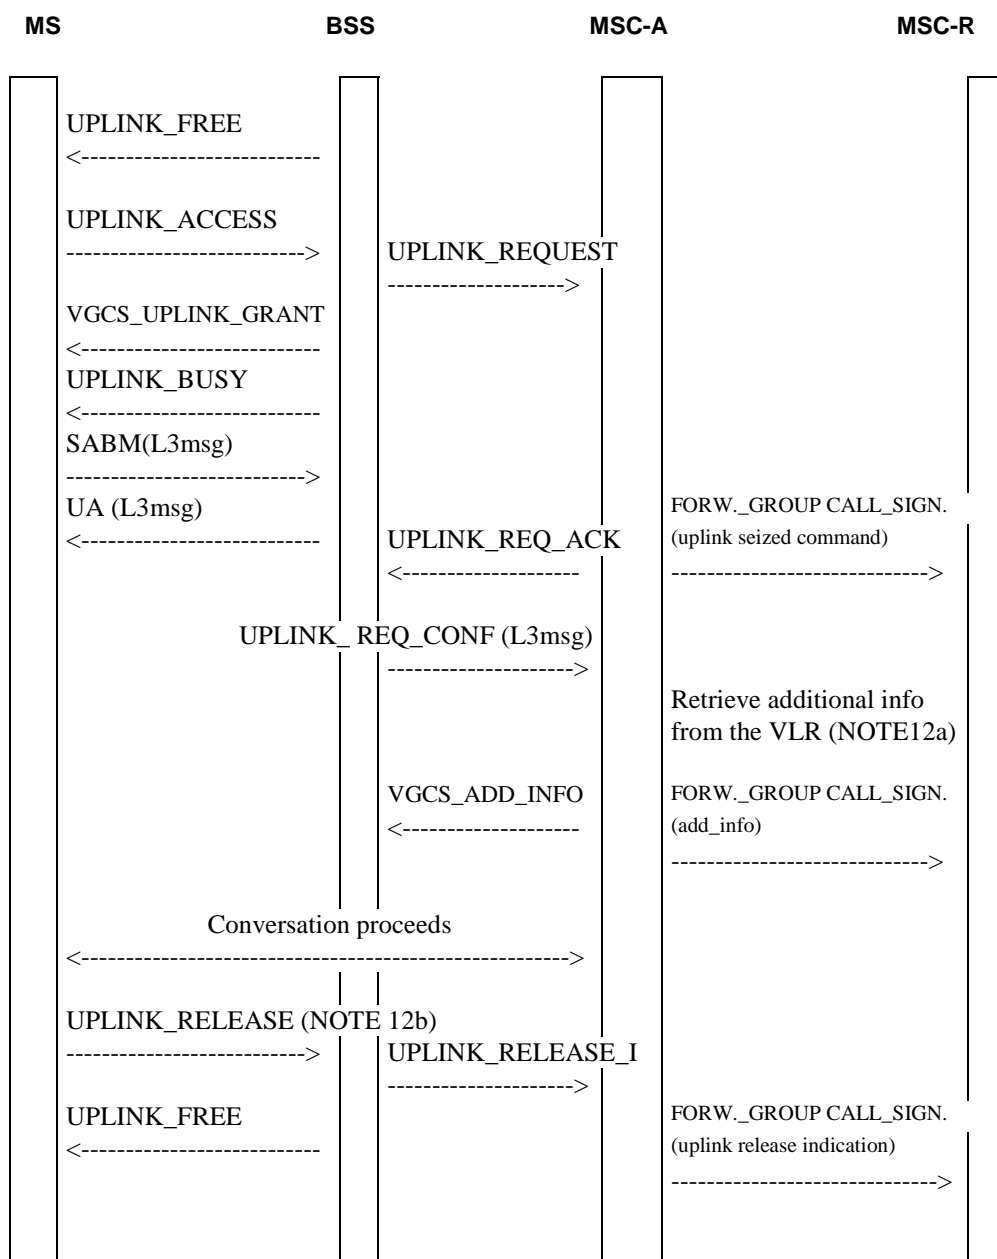 MS BSS MSC-A MSC-R
UPLINK_FREE
<---------------------------
UPLINK_ACCESS
--------------------------->
UPLINK_REQUEST
-------------------->
VGCS_UPLINK_GRANT
<---------------------------
UPLINK_BUSY
<---------------------------
SABM(L3msg)
--------------------------->
UA (L3msg)
<---------------------------
FORW._GROUP CALL_SIGN.
UPLINK_REQ_ACK (uplink seized command)
<-------------------- ----------------------------->
UPLINK_ REQ_CONF (L3msg)
--------------------->
Retrieve additional info
from the VLR (NOTE12a)
VGCS_ADD_INFO FORW._GROUP CALL_SIGN.
<-------------------- (add_info)
----------------------------->
Conversation proceeds
<------------------------------------------------------>
UPLINK_RELEASE (NOTE 12b)
--------------------------->
UPLINK_RELEASE_I
--------------------->
UPLINK_FREE FORW._GROUP CALL_SIGN.
<--------------------------- (uplink release indication)
------------------------------>